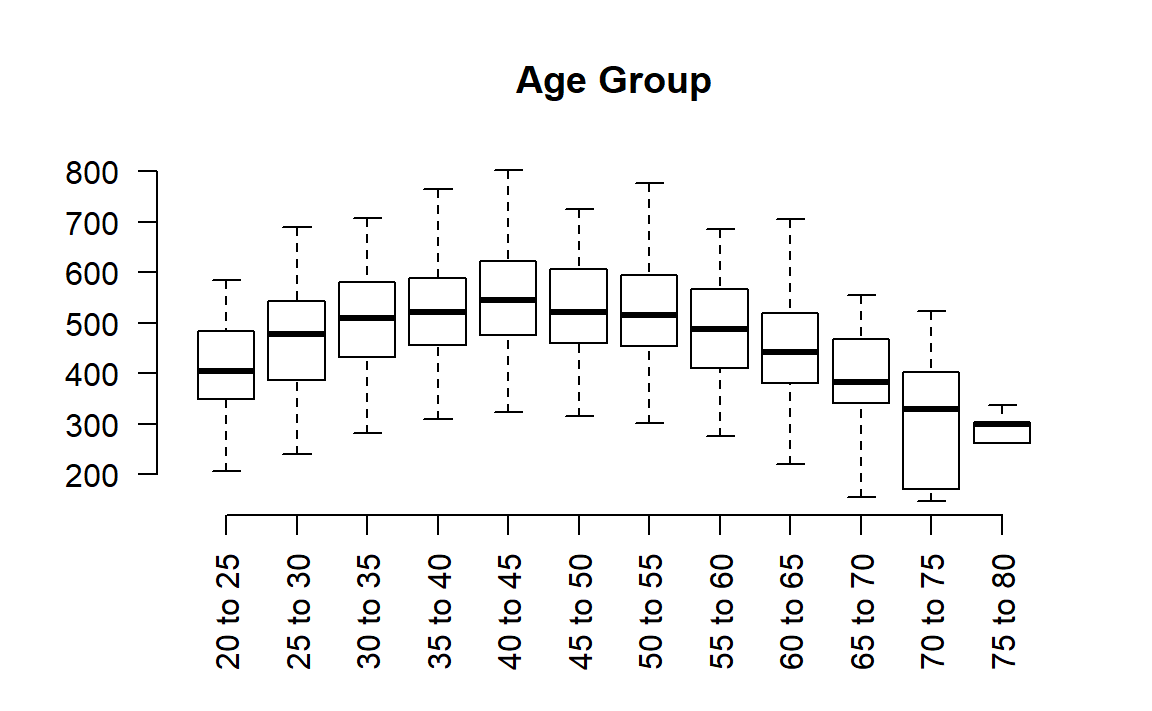 Age Group
800
700
600
500
400
300
200
20 to 25
25 to 30
30 to 35
35 to 40
40 to 45
45 to 50
50 to 55
55 to 60
60 to 65
65 to 70
70 to 75
75 to 80